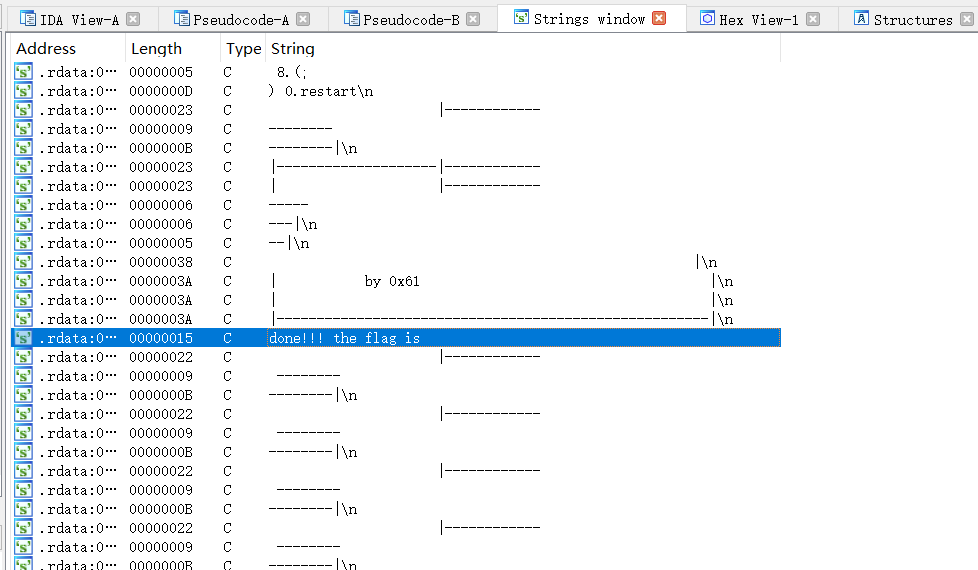 IDA View-A Pseudocode-A Pseudocode-B Strings window Hex View-1 Structures
Address Length Type String
.rdata:0… 00000005 C 8.(;
.rdata:0… 0000000D C ) 0.restart\n
.rdata:0… 00000023 C |------------
.rdata:0… 00000009 C --------
.rdata:0… 0000000B C --------|\n
.rdata:0… 00000023 C |--------------------|------------
.rdata:0… 00000023 C | |------------
.rdata:0… 00000006 C -----
.rdata:0… 00000006 C ---|\n
.rdata:0… 00000005 C --|\n
.rdata:0… 00000038 C |\n
.rdata:0… 0000003A C | by 0x61 |\n
.rdata:0… 0000003A C | |\n
.rdata:0… 0000003A C |------------------------------------------------------|\n
.rdata:0… 00000015 C done!!! the flag is
.rdata:0… 00000022 C |------------
.rdata:0… 00000009 C --------
.rdata:0… 0000000B C --------|\n
.rdata:0… 00000022 C |------------
.rdata:0… 00000009 C --------
.rdata:0… 0000000B C --------|\n
.rdata:0… 00000022 C |------------
.rdata:0… 00000009 C --------
.rdata:0… 0000000B C --------|\n
.rdata:0… 00000022 C |------------
.rdata:0… 00000009 C --------
.rdata:0… 0000000B C --------|\n